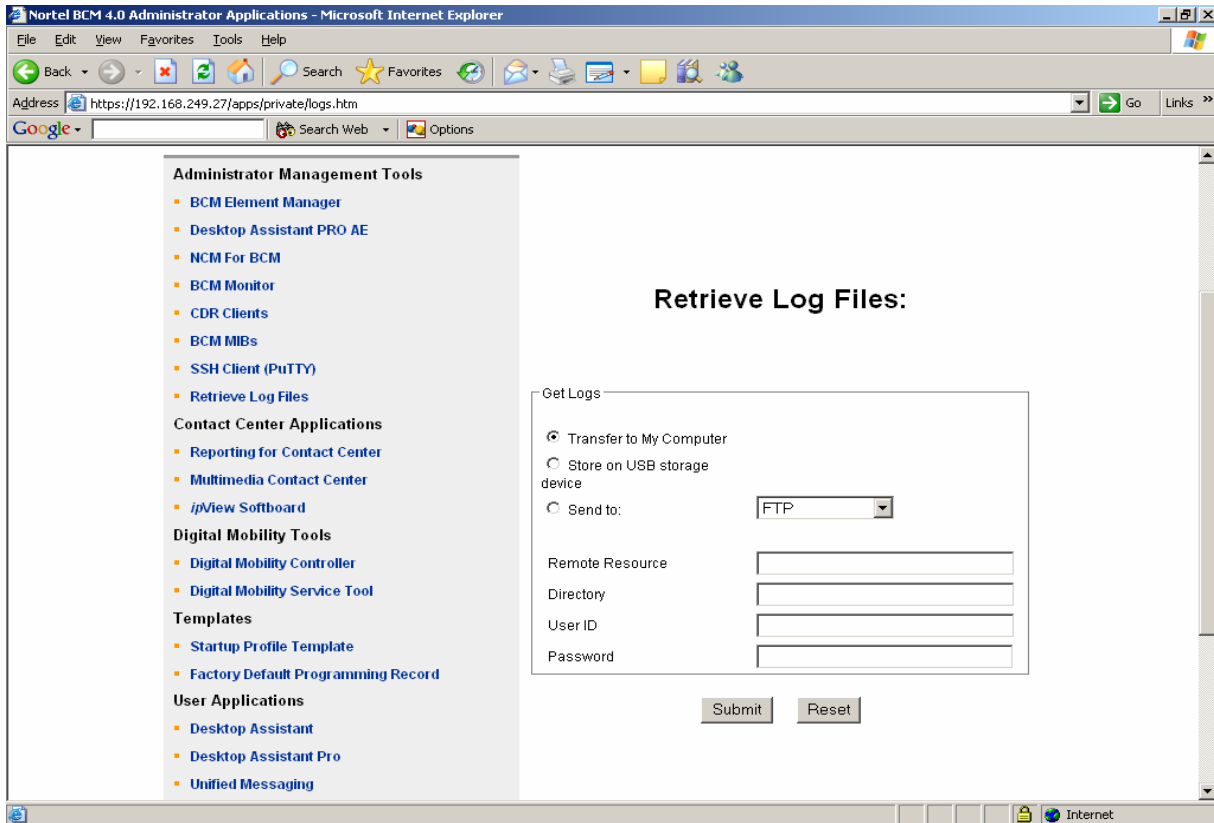 Nortel BCM 4.0 Administrator Applications - Microsoft Internet Explorer
File Edit View Favorites Tools Help
Back Search Favorites
Address https://192.168.249.27/apps/private/logs.htm Go Links »
Google Search Web Options
Administrator Management Tools
BCM Element Manager
Desktop Assistant PRO AE
NCM For BCM
BCM Monitor
CDR Clients
BCM MIBs
SSH Client (PuTTY)
Retrieve Log Files
Contact Center Applications
Reporting for Contact Center
Multimedia Contact Center
ipView Softboard
Digital Mobility Tools
Digital Mobility Controller
Digital Mobility Service Tool
Templates
Startup Profile Template
Factory Default Programming Record
User Applications
Desktop Assistant
Desktop Assistant Pro
Unified Messaging
Retrieve Log Files:
Get Logs
Transfer to My Computer
Store on USB storage
device
Send to: FTP
Remote Resource
Directory
User ID
Password
Submit Reset
Internet